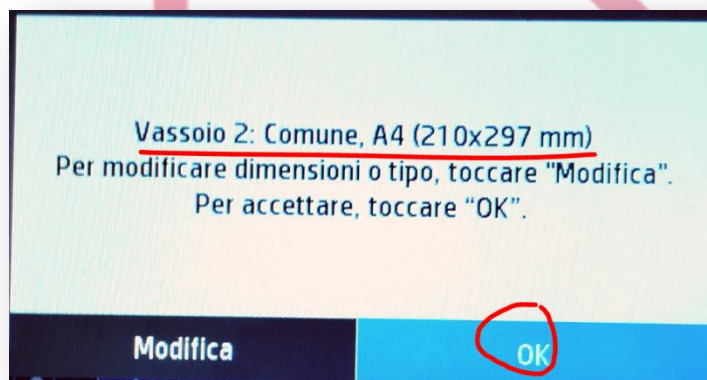 Vassoio 2: Comune, A4 (210x297 mm)
Per modificare dimensioni o tipo, toccare "Modifica".
Per accettare, toccare “OK”.
Modifica
OK